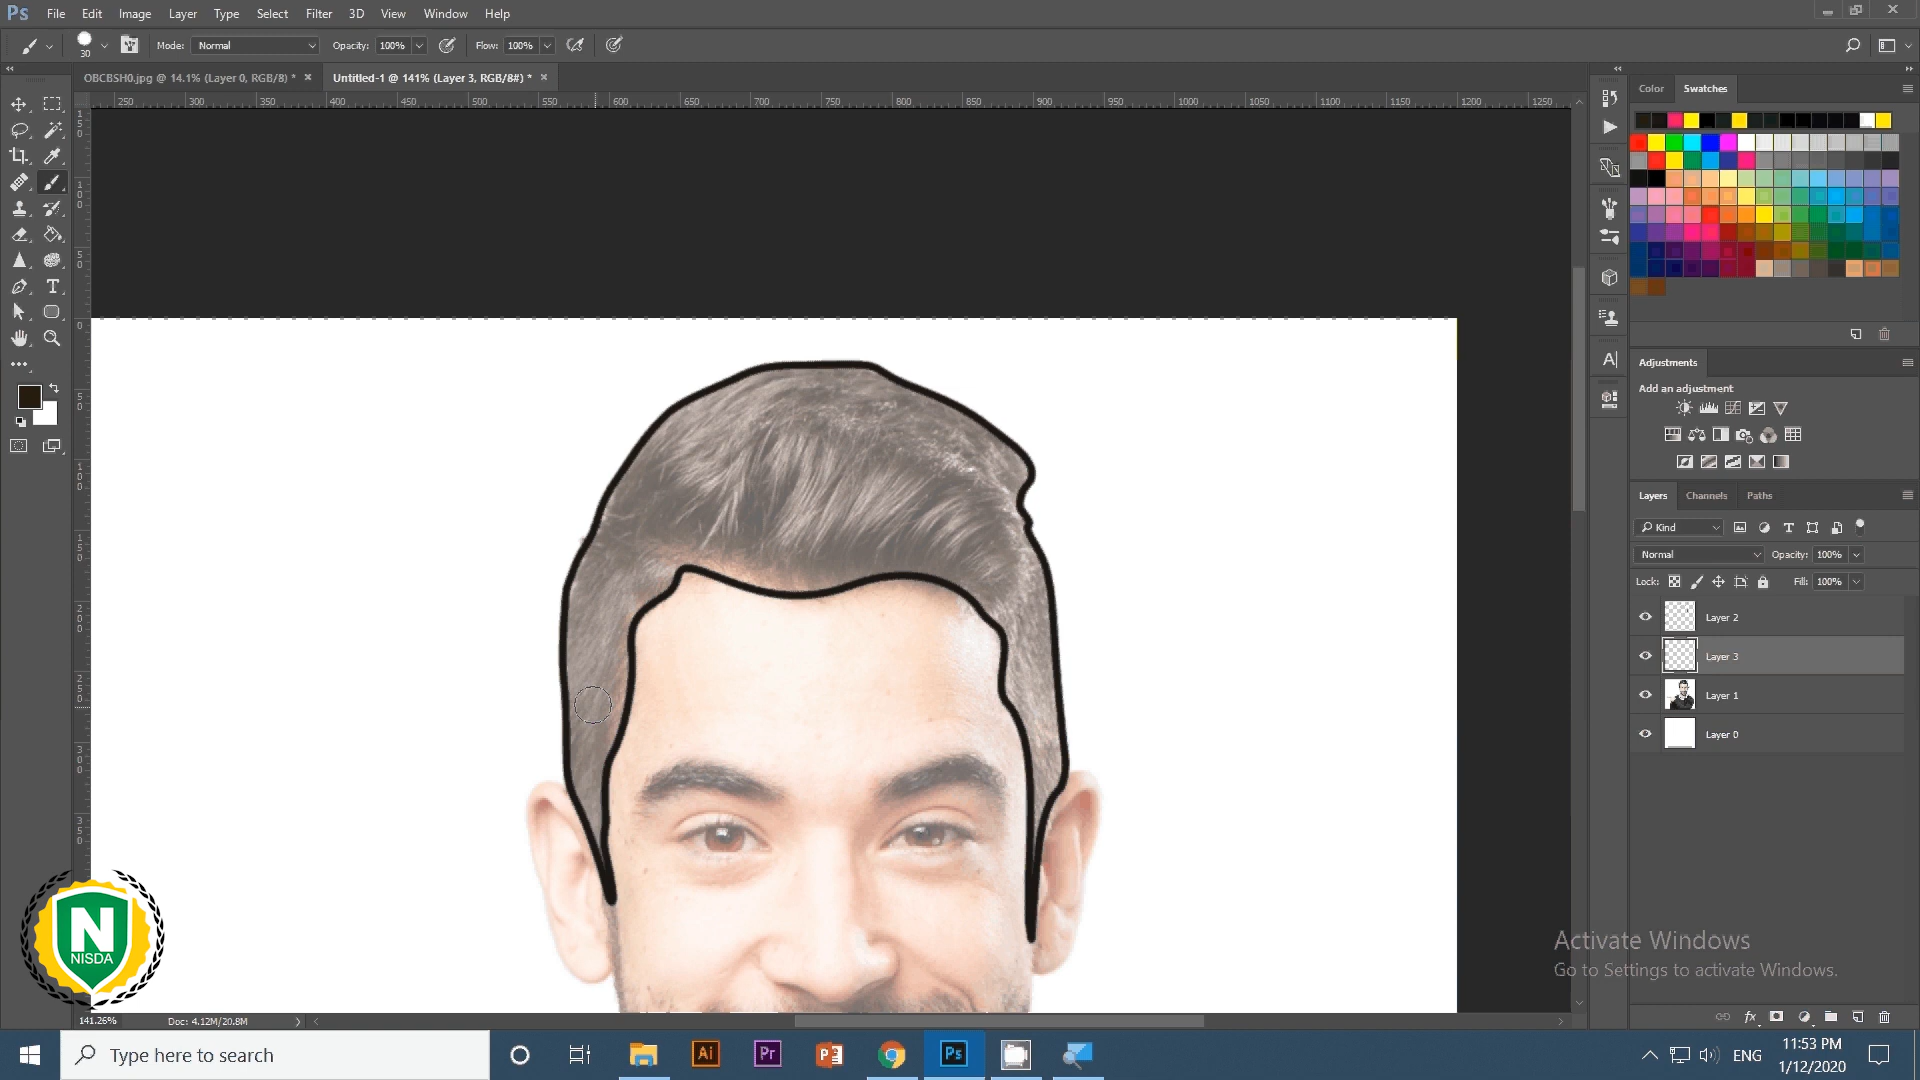 Ps File Edit Image Layer Type Select Filter 3D View Window Help
30 Mode: Normal Opacity: 100% Flow: 100%
OBCBSH0.jpg @ 14.1% (Layer 0, RGB/8) * × Untitled-1 @ 141% (Layer 3, RGB/8#) * ×
250 300 350 400 450 500 550 600 650 700 750 800 850 900 950 1000 1050 1100 1150 1200 1250
Color Swatches
Adjustments
Add an adjustment
Layers Channels Paths
Kind
Normal Opacity: 100%
Lock: Fill: 100%
Layer 2
Layer 3
Layer 1
Layer 0
N
NISDA
Activate Windows
Go to Settings to activate Windows.
141.26% Doc: 4.12M/20.8M
Type here to search
Ai Pr Ps
ENG
11:53 PM
1/12/2020